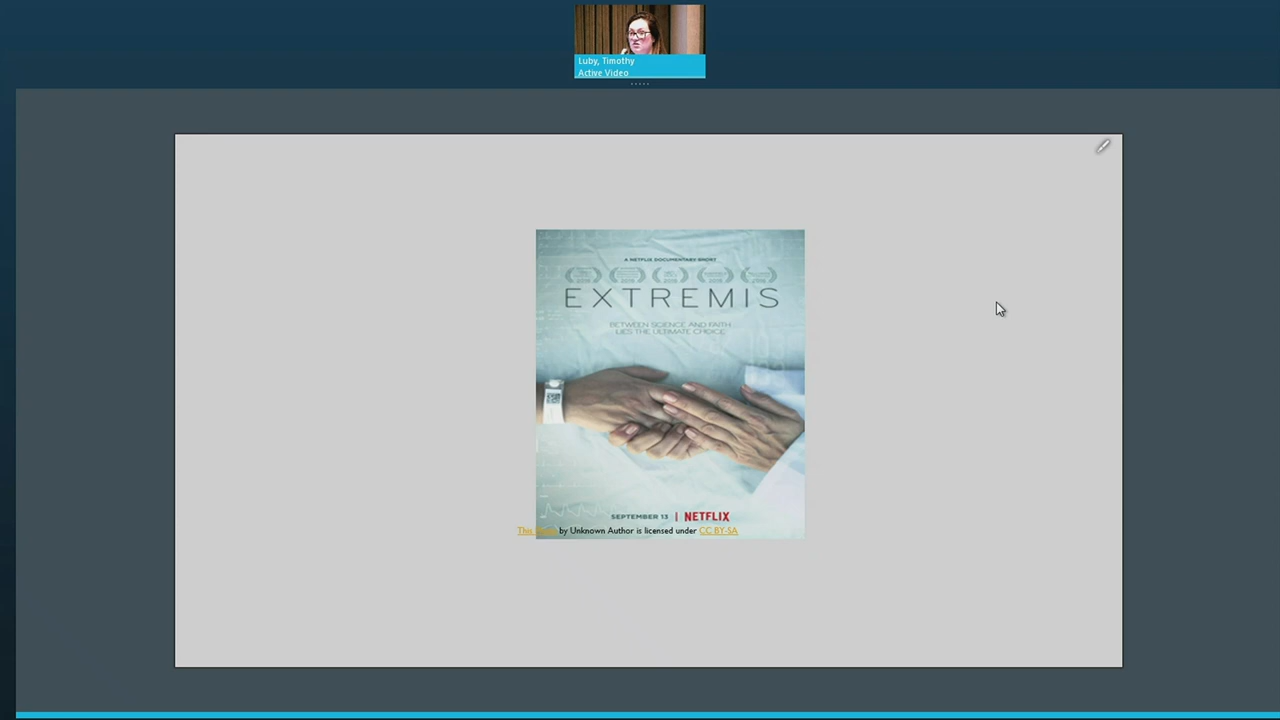 Luby, Timothy
Active Video
A NETFLIX DOCUMENTARY SHORT
EXTREMIS
BETWEEN SCIENCE AND FAITH
LIES THE ULTIMATE CHOICE
SEPTEMBER 13 | NETFLIX
This by Unknown Author is licensed under CC BY-SA